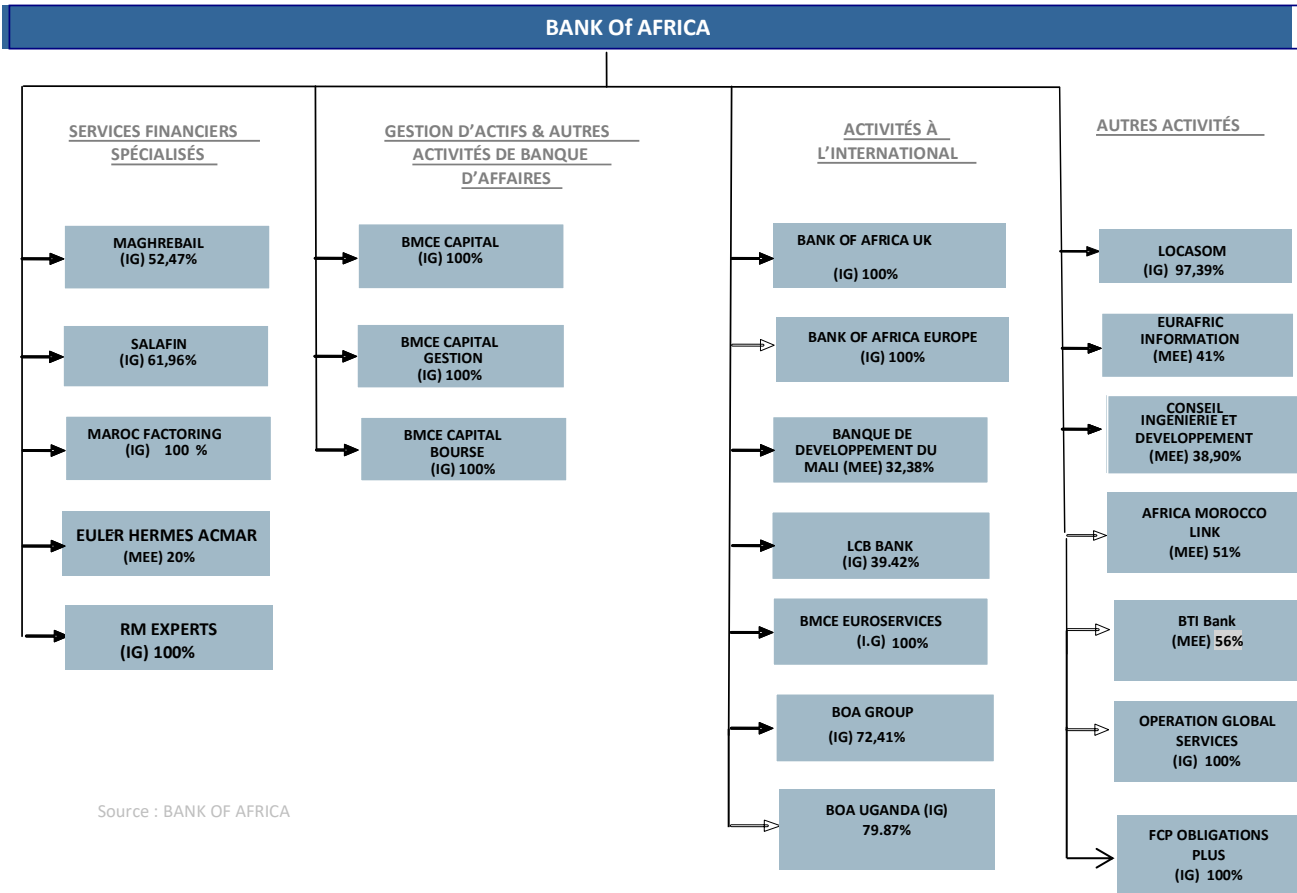 BANK Of AFRICA
SERVICES FINANCIERS
SPÉCIALISÉS
MAGHREBAIL
(IG) 52,47%
SALAFIN
(IG) 61,96%
MAROC FACTORING
(IG) 100 %
EULER HERMES ACMAR
(MEE) 20%
RM EXPERTS
(IG) 100%
GESTION D’ACTIFS & AUTRES
ACTIVITÉS DE BANQUE
D’AFFAIRES
BMCE CAPITAL
(IG) 100%
BMCE CAPITAL
GESTION
(IG) 100%
BMCE CAPITAL
BOURSE
(IG) 100%
ACTIVITÉS À
L’INTERNATIONAL
BANK OF AFRICA UK
(IG) 100%
BANK OF AFRICA EUROPE
(IG) 100%
BANQUE DE
DEVELOPPEMENT DU
MALI (MEE) 32,38%
LCB BANK
(IG) 39.42%
BMCE EUROSERVICES
(I.G) 100%
BOA GROUP
(IG) 72,41%
BOA UGANDA (IG)
79.87%
AUTRES ACTIVITÉS
LOCASOM
(IG) 97,39%
EURAFRIC
INFORMATION
(MEE) 41%
CONSEIL
INGENIERIE ET
DEVELOPPEMENT
(MEE) 38,90%
AFRICA MOROCCO
LINK
(MEE) 51%
BTI Bank
(MEE) 56%
OPERATION GLOBAL
SERVICES
(IG) 100%
FCP OBLIGATIONS
PLUS
(IG) 100%
Source : BANK OF AFRICA